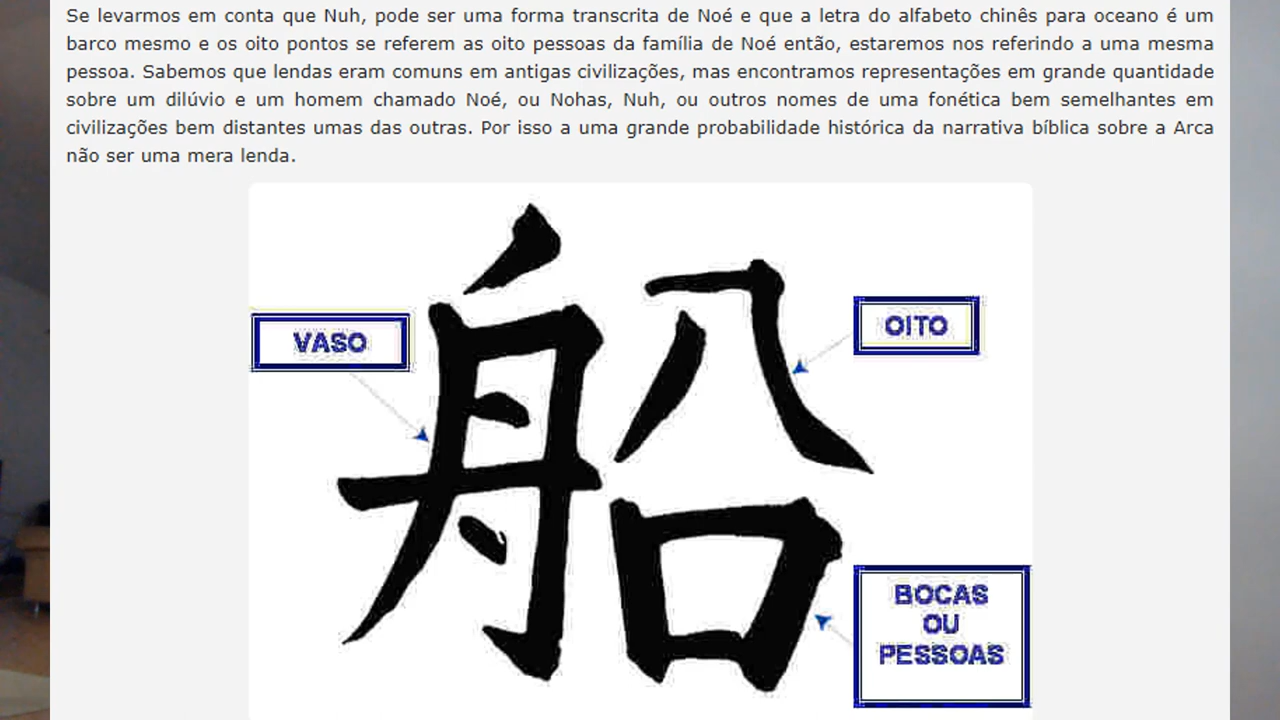 Se levarmos em conta que Nuh, pode ser uma forma transcrita de Noé e que a letra do alfabeto chinês para oceano é um
barco mesmo e os oito pontos se referem as oito pessoas da família de Noé então, estaremos nos referindo a uma mesma
pessoa. Sabemos que lendas eram comuns em antigas civilizações, mas encontramos representações em grande quantidade
sobre um dilúvio e um homem chamado Noé, ou Nohas, Nuh, ou outros nomes de uma fonética bem semelhantes em
civilizações bem distantes umas das outras. Por isso a uma grande probabilidade histórica da narrativa bíblica sobre a Arca
não ser uma mera lenda.
船
VASO
OITO
BOCAS
OU
PESSOAS